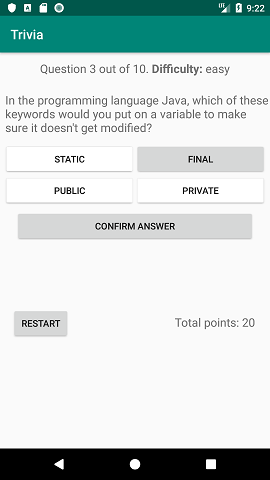 9:22
Trivia
Question 3 out of 10. Difficulty: easy
In the programming language Java, which of these
keywords would you put on a variable to make
sure it doesn't get modified?
STATIC FINAL
PUBLIC PRIVATE
CONFIRM ANSWER
RESTART Total points: 20